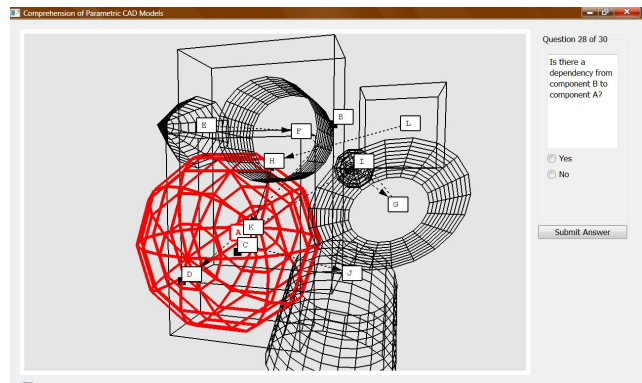 Comprehension of Parametric CAD Models
Question 28 of 30
Is there a
dependency from
component B to
component A?
Yes
No
Submit Answer
B
L
E
F
H
I
G
A
K
C
D
J